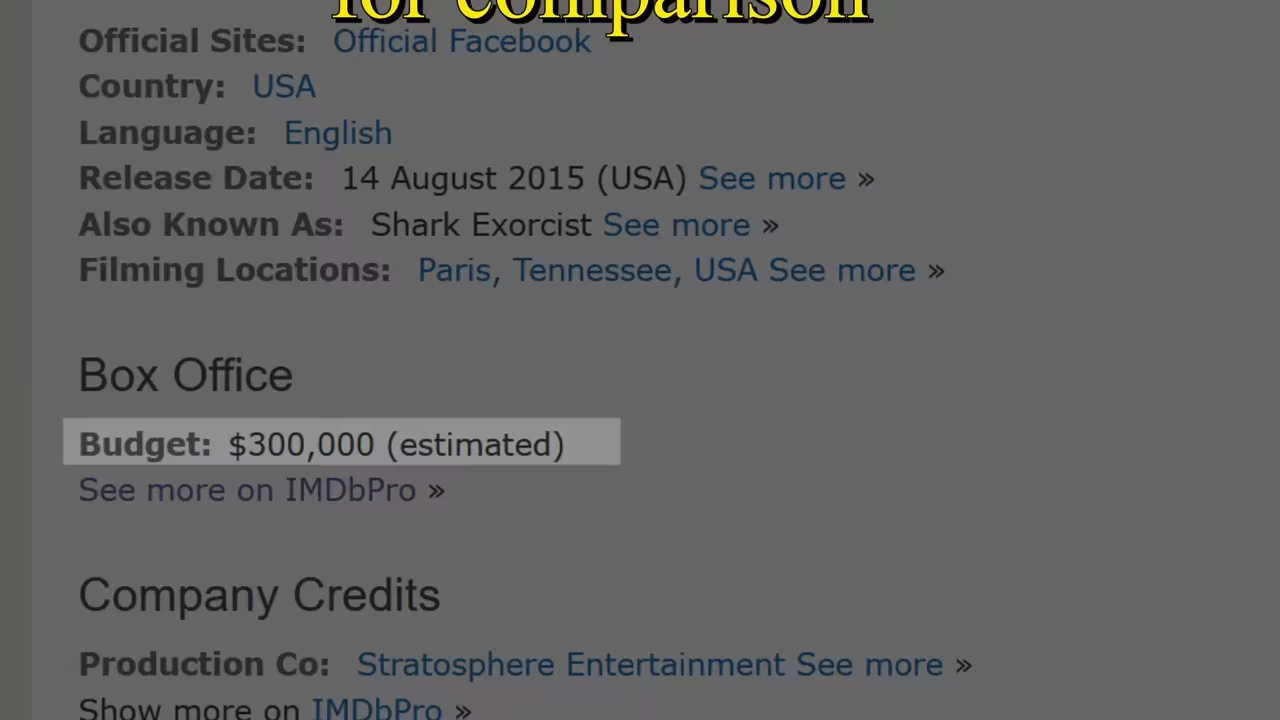 for comparison
Official Sites: Official Facebook
Country: USA
Language: English
Release Date: 14 August 2015 (USA) See more »
Also Known As: Shark Exorcist See more »
Filming Locations: Paris, Tennessee, USA See more »
Box Office
Budget: $300,000 (estimated)
See more on IMDbPro »
Company Credits
Production Co: Stratosphere Entertainment See more »
Show more on IMDbPro »